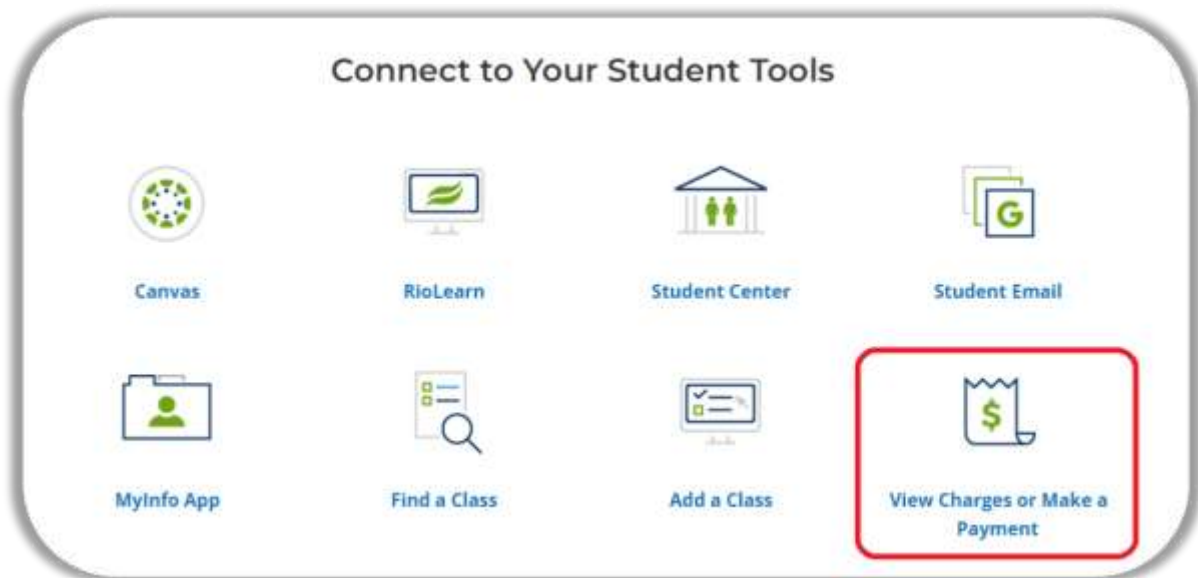 Connect to Your Student Tools
G
Canvas
RioLearn
Student Center
Student Email
$
MyInfo App
Find a Class
Add a Class
View Charges or Make a
Payment